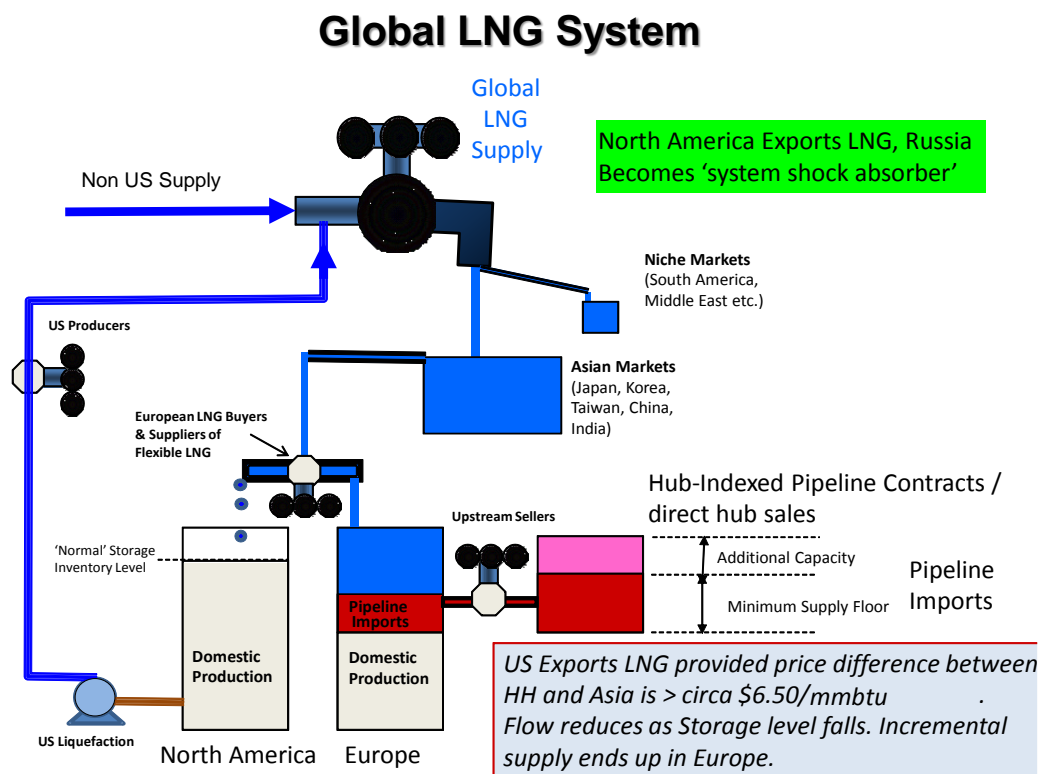 Global LNG System
Global
LNG
Supply
North America Exports LNG, Russia
Becomes ‘system shock absorber’
Non US Supply
Niche Markets
(South America,
Middle East etc.)
US Producers
Asian Markets
(Japan, Korea,
Taiwan, China,
India)
European LNG Buyers
& Suppliers of
Flexible LNG
Hub-Indexed Pipeline Contracts /
direct hub sales
Upstream Sellers
‘Normal’ Storage
Inventory Level
Additional Capacity
Pipeline
Imports
Minimum Supply Floor
Pipeline
Imports
Domestic
Production
Domestic
Production
US Exports LNG provided price difference between
HH and Asia is > circa $6.50/mmbtu .
Flow reduces as Storage level falls. Incremental
supply ends up in Europe.
US Liquefaction
North America
Europe